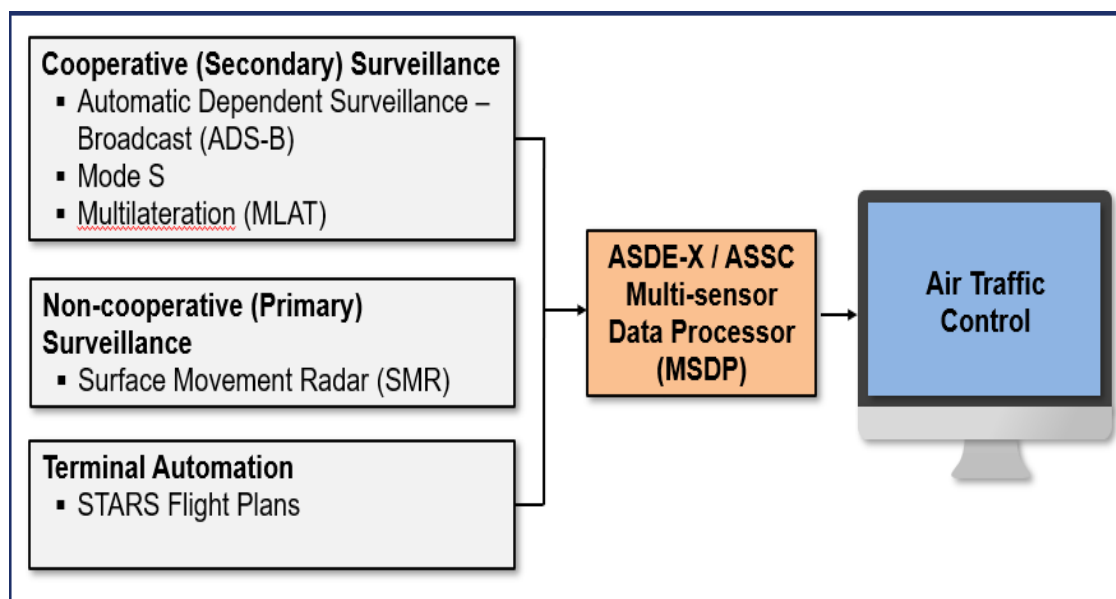 Cooperative (Secondary) Surveillance
▪ Automatic Dependent Surveillance –
Broadcast (ADS-B)
▪ Mode S
▪ Multilateration (MLAT)
Non-cooperative (Primary)
Surveillance
▪ Surface Movement Radar (SMR)
Terminal Automation
▪ STARS Flight Plans
ASDE-X / ASSC
Multi-sensor
Data Processor
(MSDP)
Air Traffic
Control